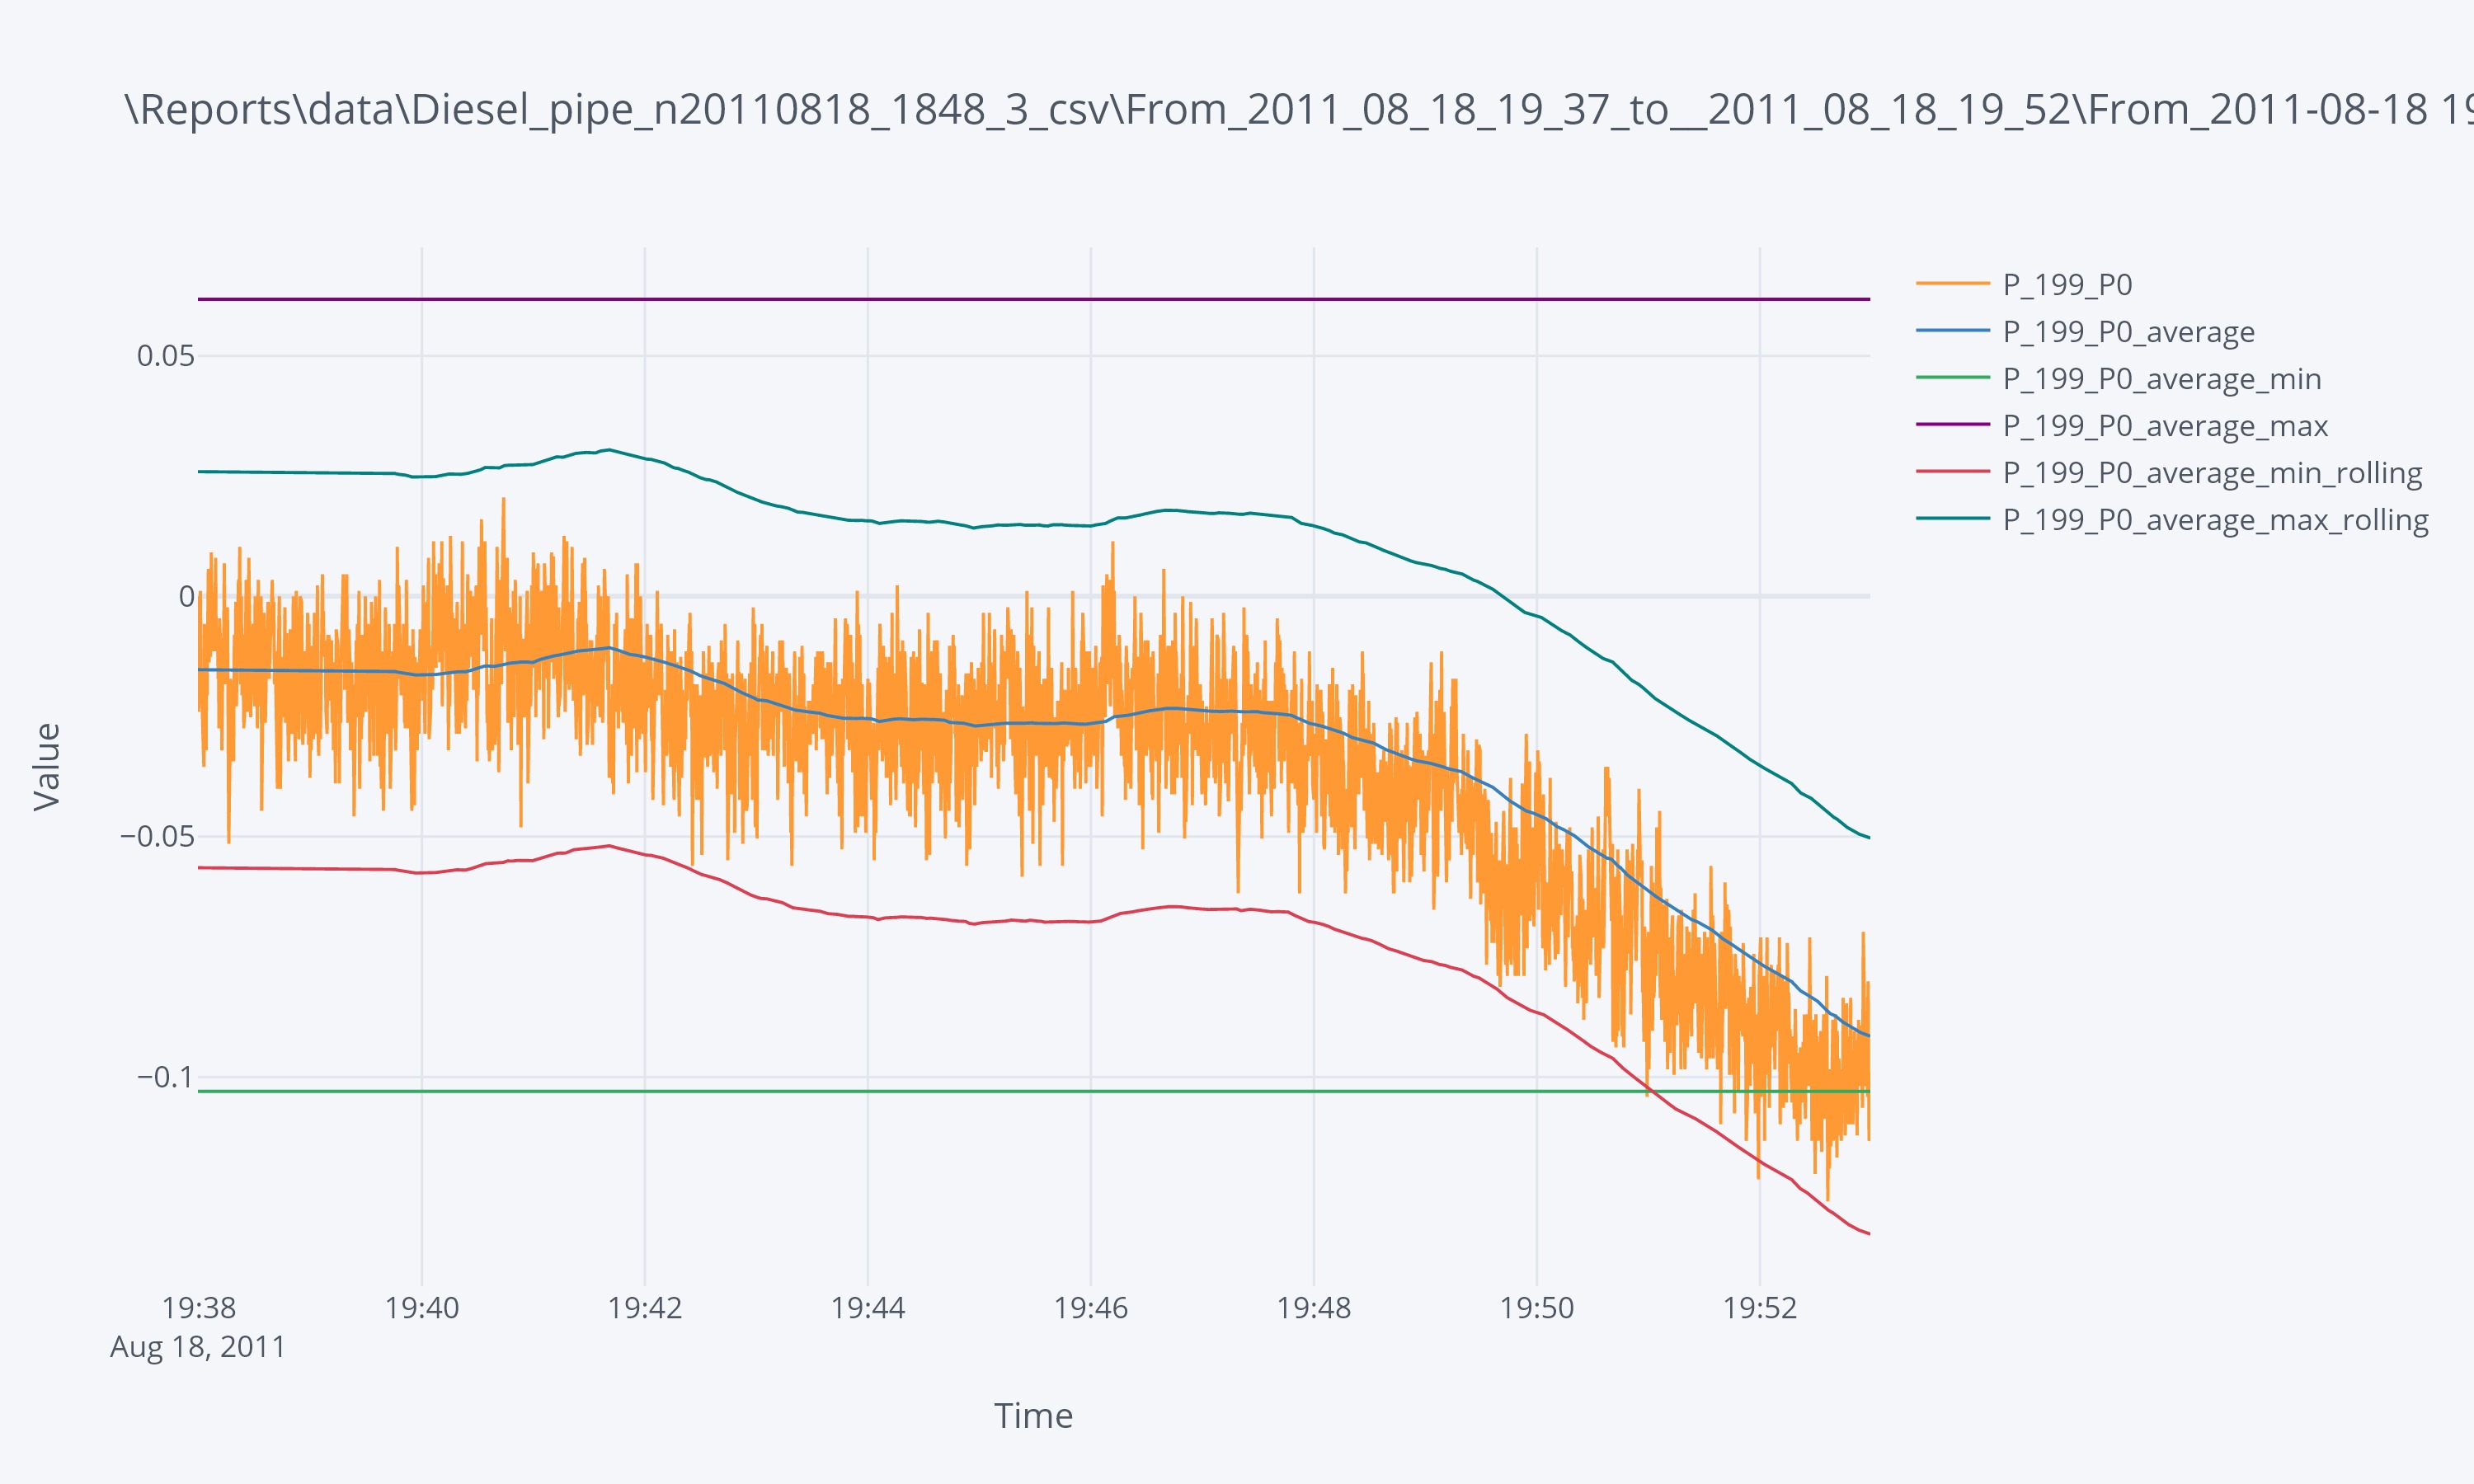 \Reports\data\Diesel_pipe_n20110818_1848_3_csv\From_2011_08_18_19_37_to__2011_08_18_19_52\From_2011-08-18 19
P_199_P0
P_199_P0_average
P_199_P0_average_min
P_199_P0_average_max
P_199_P0_average_min_rolling
P_199_P0_average_max_rolling
0.05
0
−0.05
−0.1
Value
19:38
Aug 18, 2011
19:40
19:42
19:44
19:46
19:48
19:50
19:52
Time